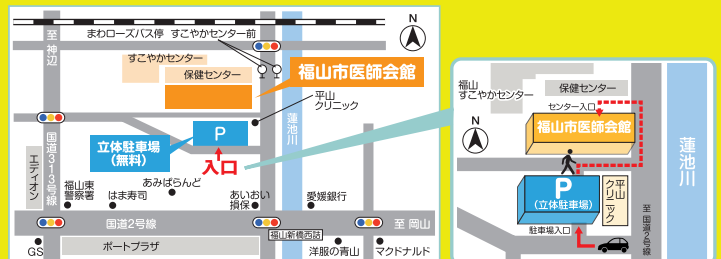 至神辺
まわローズバス停 すこやかセンター前
N
すこやかセンター
保健センター
福山市医師会館
平山
クリニック
P
立体駐車場
(無料)
入口
蓮池川
国道313号線
エディオン
福山東
警察署
はま寿司
あみぱらんど
あいおい
損保
愛媛銀行
国道2号線
至 岡山
福山新橋西詰
GS
ポートプラザ
洋服の青山
マクドナルド
福山
すこやかセンター
保健センター
センター入口
福山市医師会館
N
蓮池川
P
(立体駐車場)
平山
クリニック
至 国道2号線
駐車場入口